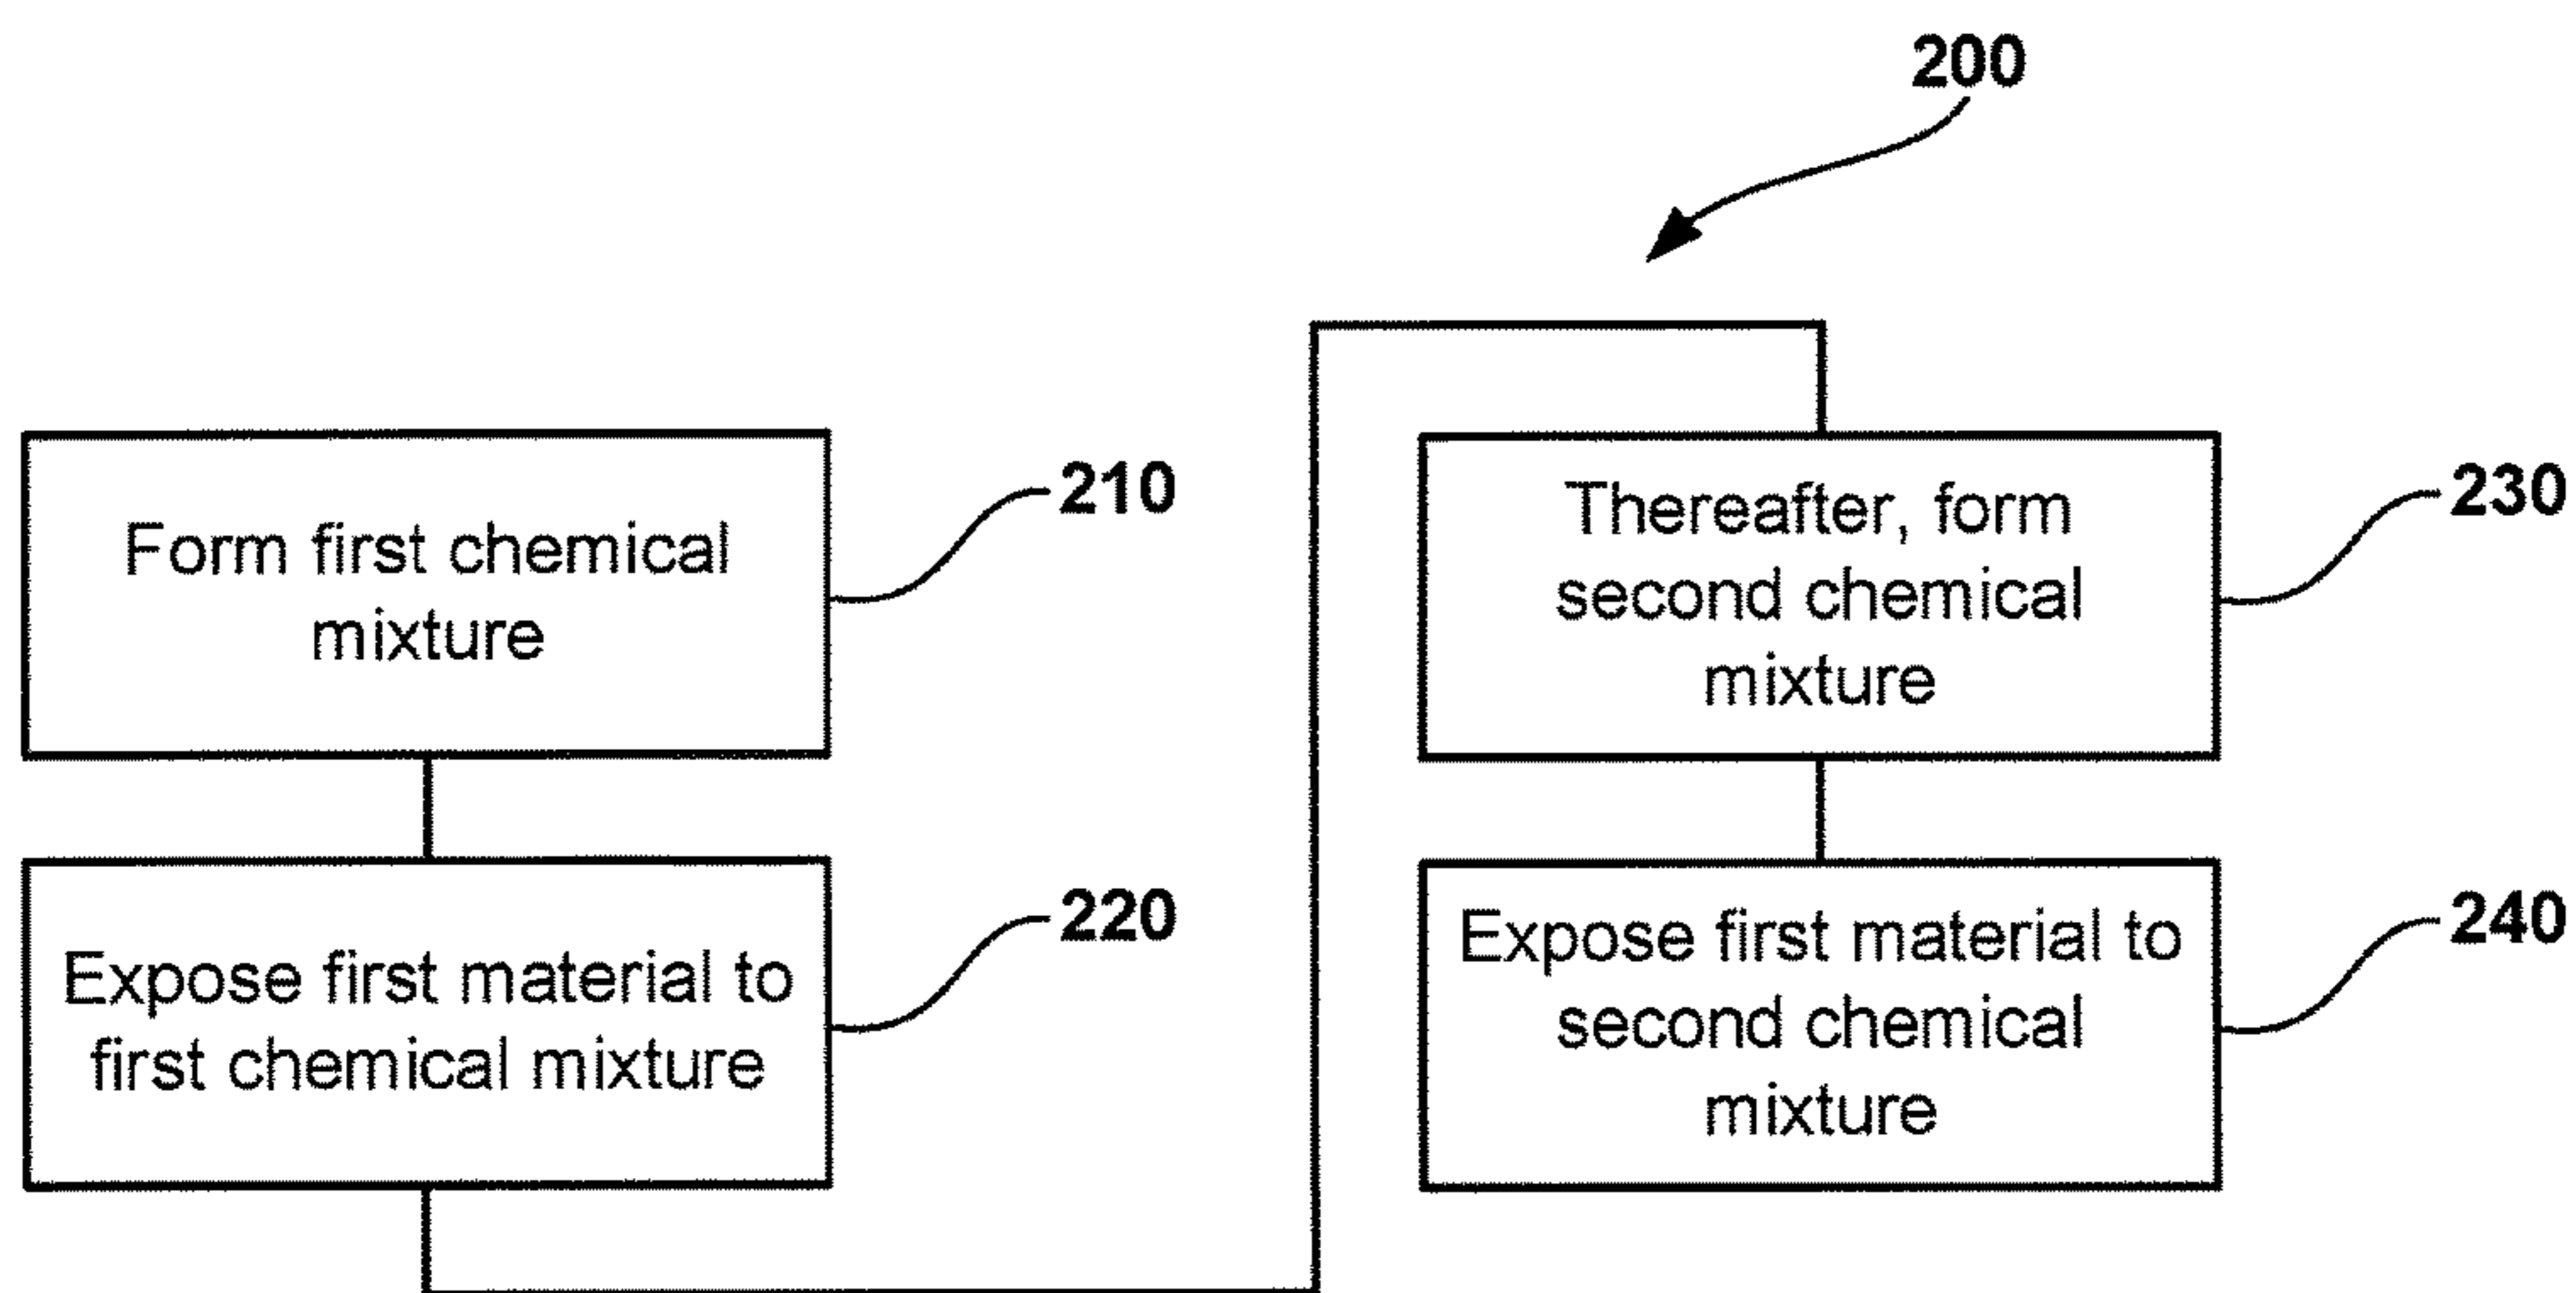 200
Form first chemical
mixture
210
Expose first material to
first chemical mixture
220
Thereafter, form
second chemical
mixture
230
Expose first material to
second chemical
mixture
240